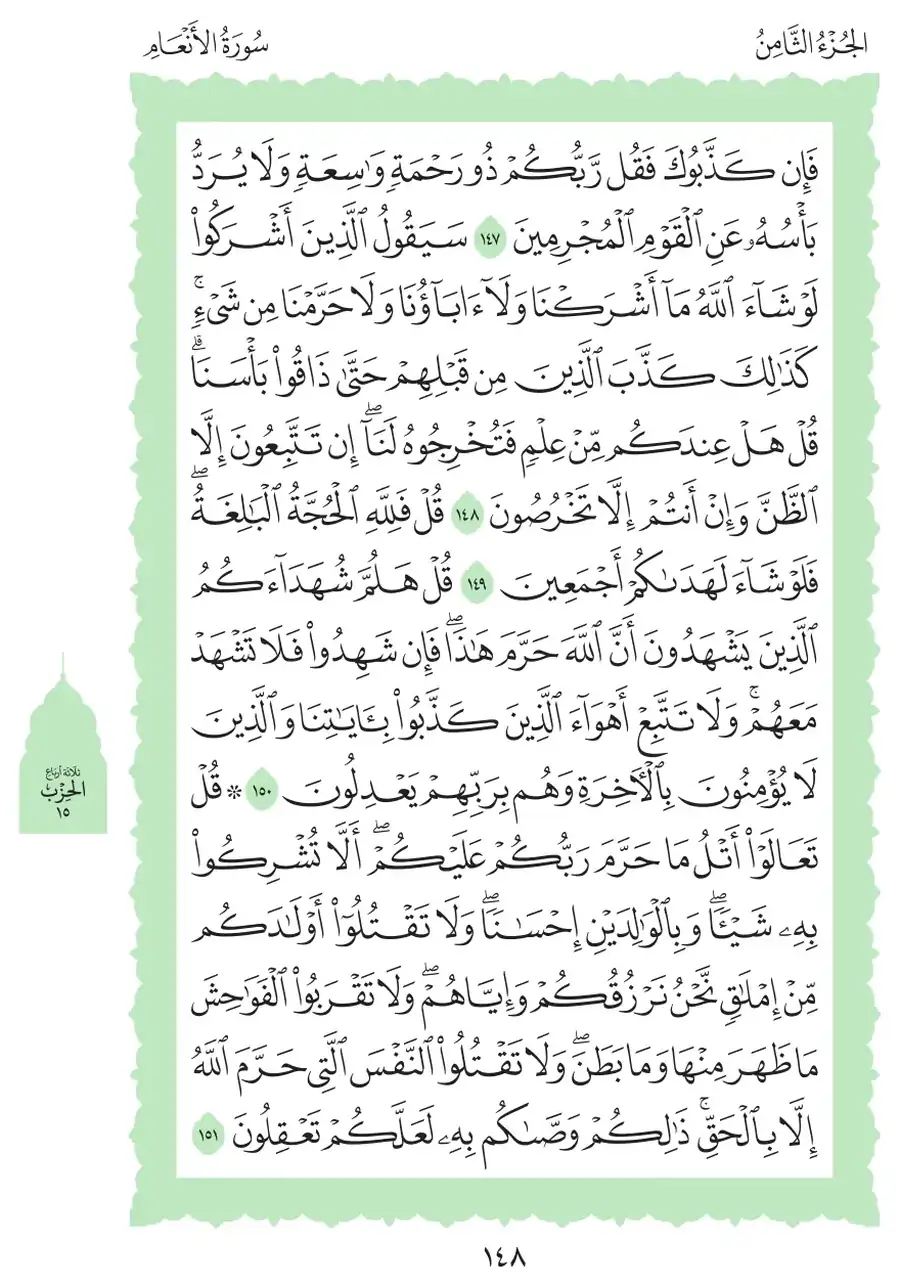 الجُزْءُ الثَّامِنُ
سُورَةُ الأَنْعَامِ
فَإِن كَذَّبُوكَ فَقُل رَّبُّكُمْ ذُو رَحْمَةٍ وَٰسِعَةٍ وَلَا يُرَدُّ
بَأْسُهُۥ عَنِ ٱلْقَوْمِ ٱلْمُجْرِمِينَ ١٤٧ سَيَقُولُ ٱلَّذِينَ أَشْرَكُوا۟
لَوْ شَآءَ ٱللَّهُ مَآ أَشْرَكْنَا وَلَآ ءَابَآؤُنَا وَلَا حَرَّمْنَا مِن شَىْءٍۚ
كَذَٰلِكَ كَذَّبَ ٱلَّذِينَ مِن قَبْلِهِمْ حَتَّىٰ ذَاقُوا۟ بَأْسَنَاۗ
قُلْ هَلْ عِندَكُم مِّنْ عِلْمٍ فَتُخْرِجُوهُ لَنَآۖ إِن تَتَّبِعُونَ إِلَّا
ٱلظَّنَّ وَإِنْ أَنتُمْ إِلَّا تَخْرُصُونَ ١٤٨ قُلْ فَلِلَّهِ ٱلْحُجَّةُ ٱلْبَـٰلِغَةُۖ
فَلَوْ شَآءَ لَهَدَىٰكُمْ أَجْمَعِينَ ١٤٩ قُلْ هَلُمَّ شُهَدَآءَكُمُ
ٱلَّذِينَ يَشْهَدُونَ أَنَّ ٱللَّهَ حَرَّمَ هَـٰذَاۖ فَإِن شَهِدُوا۟ فَلَا تَشْهَدْ
مَعَهُمْۚ وَلَا تَتَّبِعْ أَهْوَآءَ ٱلَّذِينَ كَذَّبُوا۟ بِـَٔايَـٰتِنَا وَٱلَّذِينَ
لَا يُؤْمِنُونَ بِٱلْـَٔاخِرَةِ وَهُم بِرَبِّهِمْ يَعْدِلُونَ ١٥٠ * قُلْ
تَعَالَوْا۟ أَتْلُ مَا حَرَّمَ رَبُّكُمْ عَلَيْكُمْۖ أَلَّا تُشْرِكُوا۟
بِهِۦ شَيْـًٔاۖ وَبِٱلْوَٰلِدَيْنِ إِحْسَـٰنًاۖ وَلَا تَقْتُلُوٓا۟ أَوْلَـٰدَكُم
مِّنْ إِمْلَـٰقٍ نَّحْنُ نَرْزُقُكُمْ وَإِيَّاهُمْۖ وَلَا تَقْرَبُوا۟ ٱلْفَوَٰحِشَ
مَا ظَهَرَ مِنْهَا وَمَا بَطَنَۖ وَلَا تَقْتُلُوا۟ ٱلنَّفْسَ ٱلَّتِى حَرَّمَ ٱللَّهُ
إِلَّا بِٱلْحَقِّۚ ذَٰلِكُمْ وَصَّىٰكُم بِهِۦ لَعَلَّكُمْ تَعْقِلُونَ ١٥١
ثلاثة أرباع
الحِزْب
١٥
١٤٨